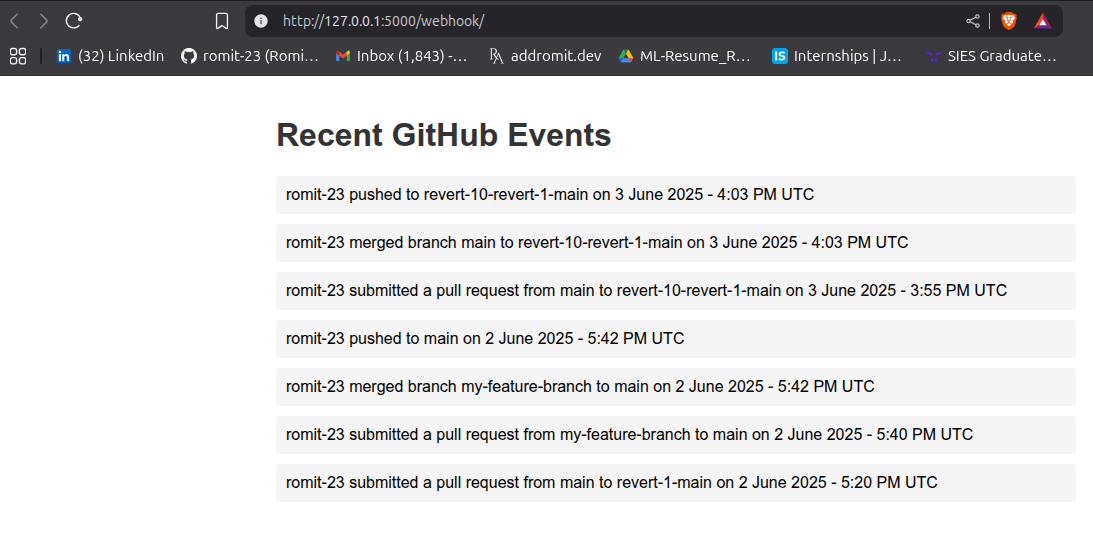 http://127.0.0.1:5000/webhook/
in (32) LinkedIn romit-23 (Romi... Inbox (1,843) -... addromit.dev ML-Resume_R... IS Internships | J... SIES Graduate...
Recent GitHub Events
romit-23 pushed to revert-10-revert-1-main on 3 June 2025 - 4:03 PM UTC
romit-23 merged branch main to revert-10-revert-1-main on 3 June 2025 - 4:03 PM UTC
romit-23 submitted a pull request from main to revert-10-revert-1-main on 3 June 2025 - 3:55 PM UTC
romit-23 pushed to main on 2 June 2025 - 5:42 PM UTC
romit-23 merged branch my-feature-branch to main on 2 June 2025 - 5:42 PM UTC
romit-23 submitted a pull request from my-feature-branch to main on 2 June 2025 - 5:40 PM UTC
romit-23 submitted a pull request from main to revert-1-main on 2 June 2025 - 5:20 PM UTC